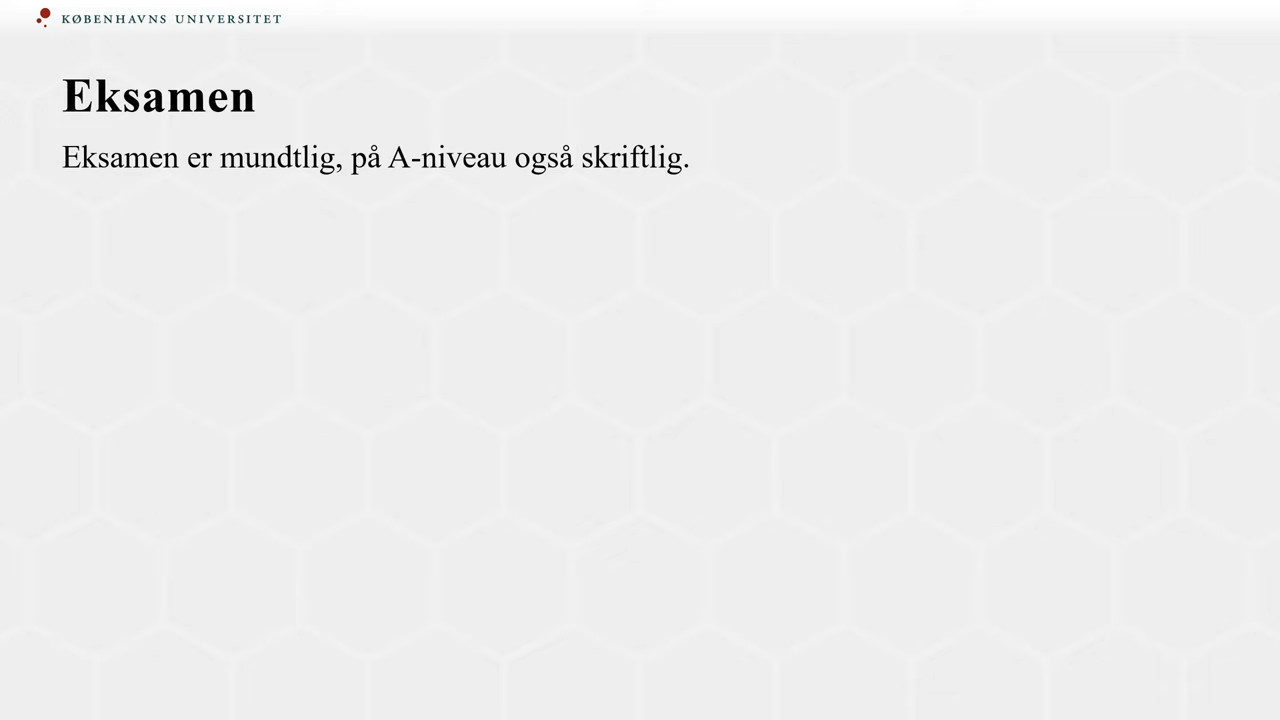 KØBENHAVNS UNIVERSITET
Eksamen
Eksamen er mundtlig, på A-niveau også skriftlig.